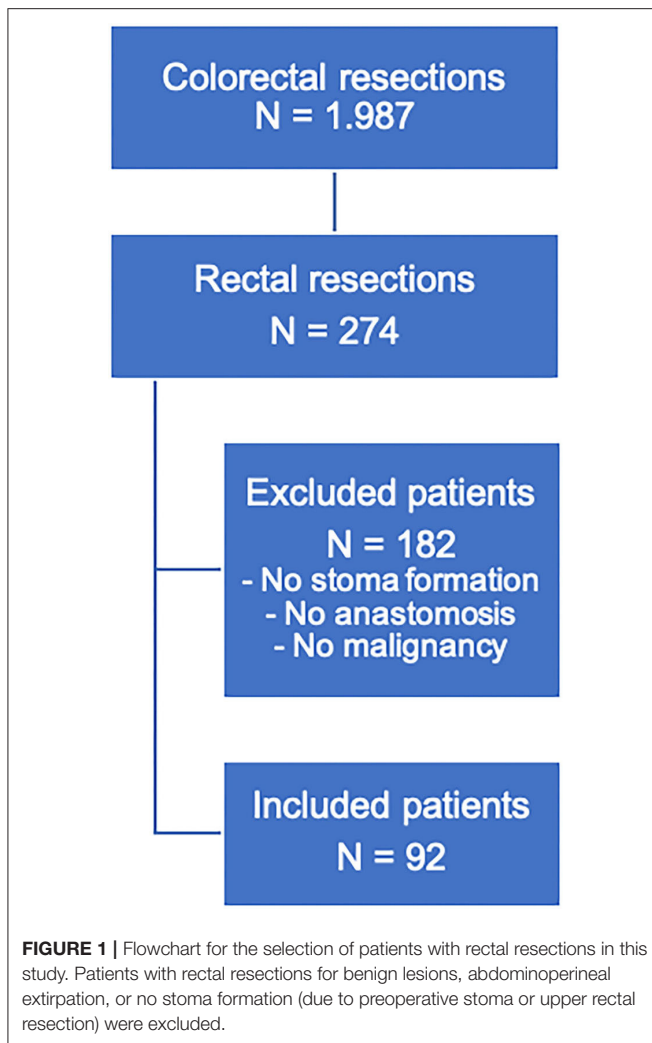 Colorectal resections
N = 1.987
Rectal resections
N = 274
Excluded patients
N = 182
- No stoma formation
- No anastomosis
- No malignancy
Included patients
N = 92
FIGURE 1 | Flowchart for the selection of patients with rectal resections in this
study. Patients with rectal resections for benign lesions, abdominoperineal
extirpation, or no stoma formation (due to preoperative stoma or upper rectal
resection) were excluded.